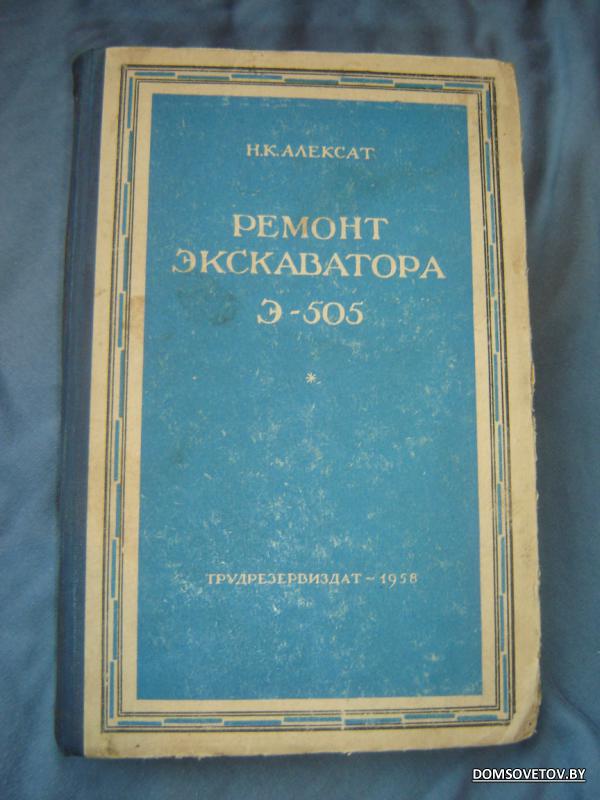 Н.К.АЛЕКСАТ
РЕМОНТ
ЭКСКАВАТОРА
Э-505
*
ТРУДРЕЗЕРВИЗДАТ ~ 1958
DOMSOVETOV.BY